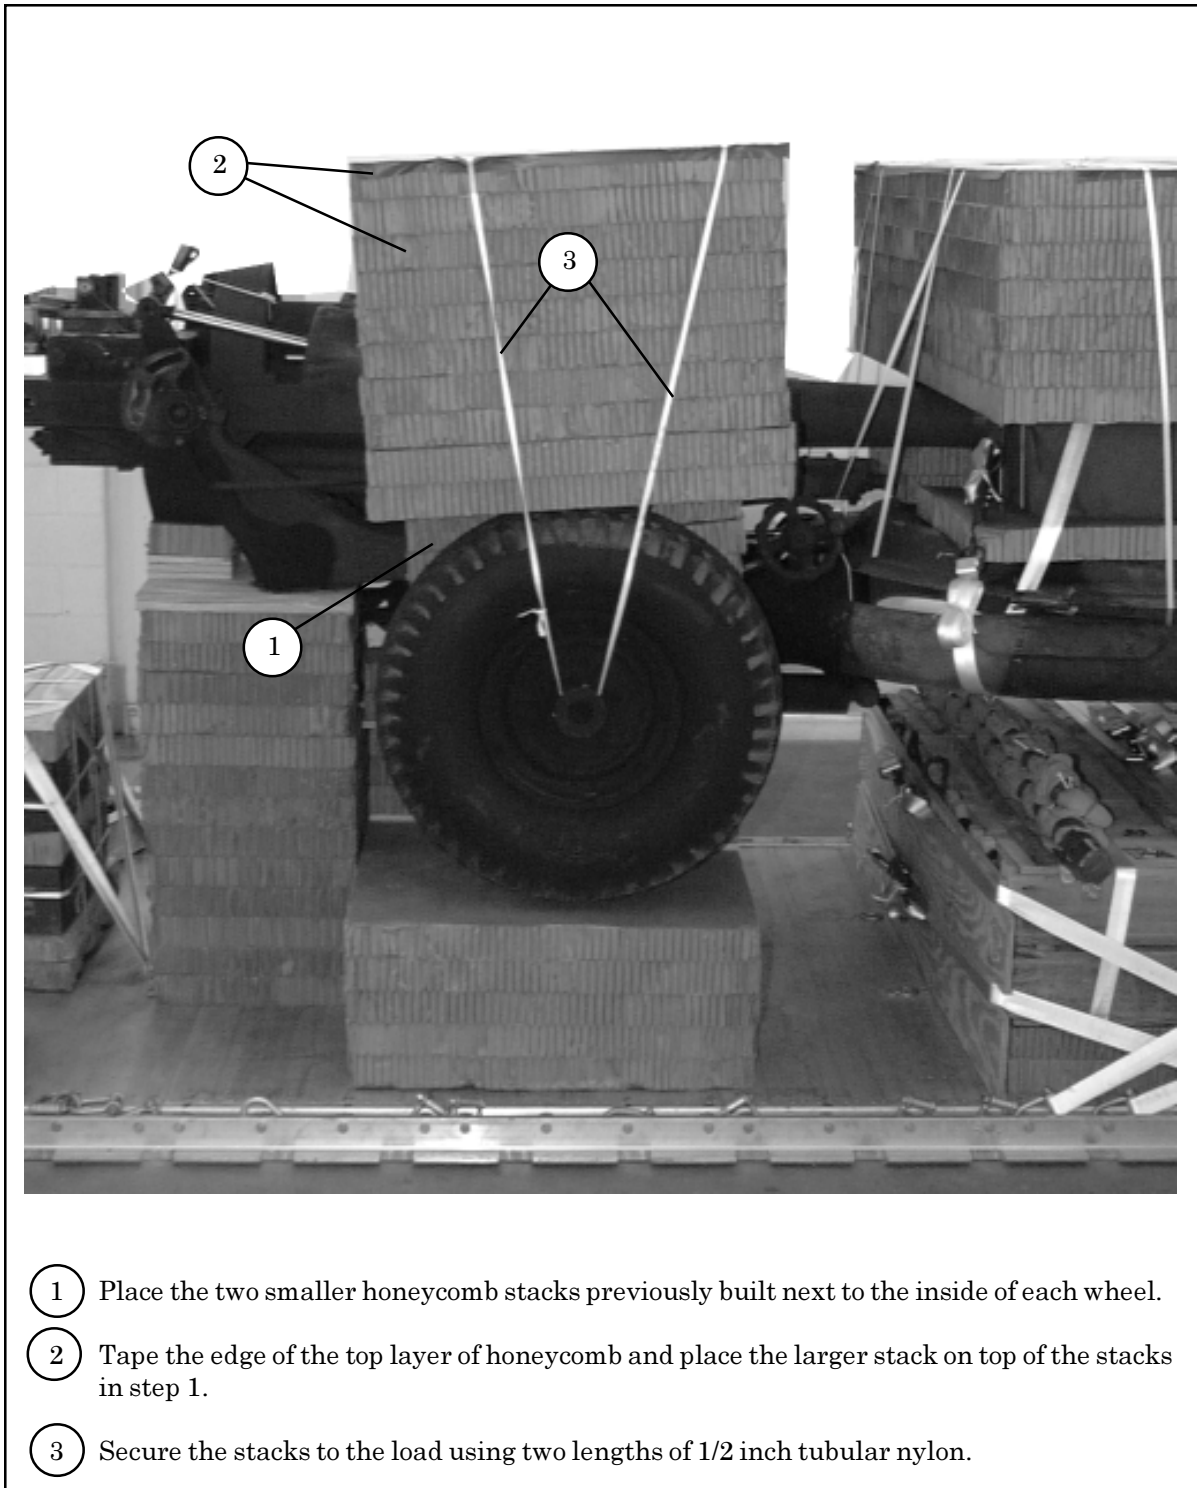 2
3
1
1 Place the two smaller honeycomb stacks previously built next to the inside of each wheel.
2 Tape the edge of the top layer of honeycomb and place the larger stack on top of the stacks
in step 1.
3 Secure the stacks to the load using two lengths of 1/2 inch tubular nylon.